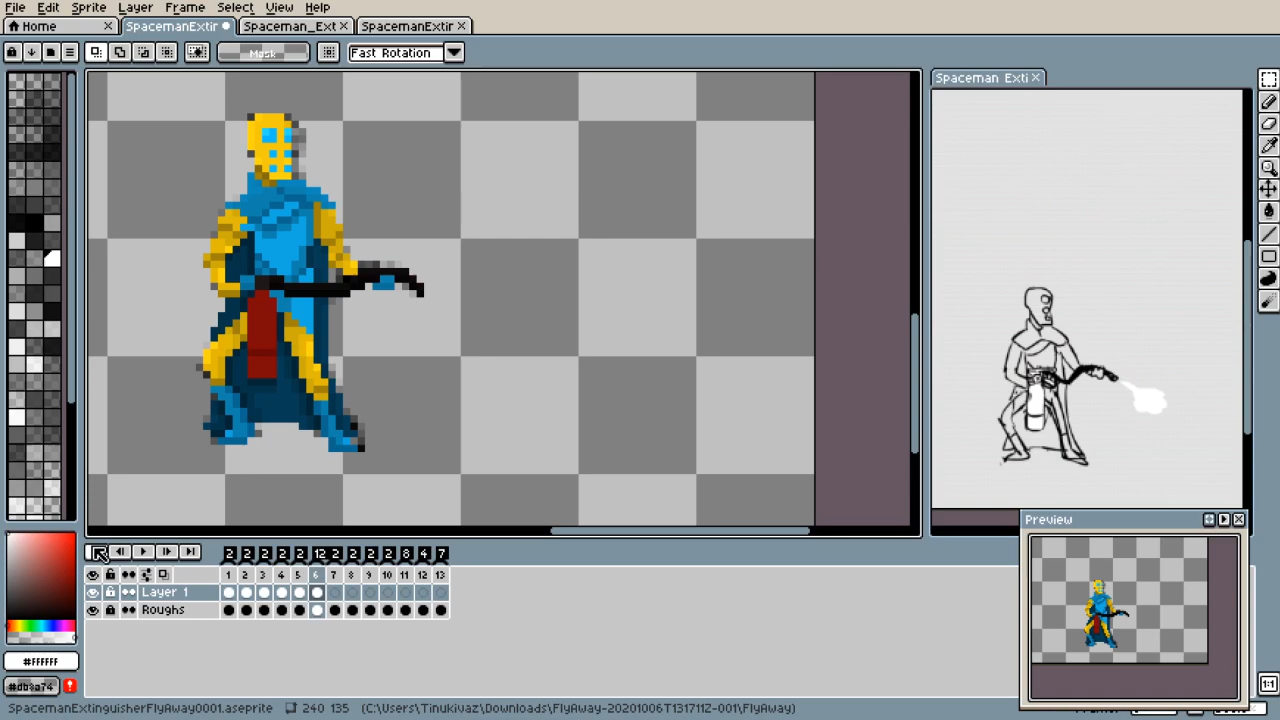 File Edit Sprite Layer Frame Select View Help
Home SpacemanExtir Spaceman_Ext SpacemanExtir
Mask Fast Rotation
Spaceman Exti
Preview
2 2 2 2 2 12 2 2 2 2 8 4 7
1 2 3 4 5 6 7 8 9 10 11 12 13
Layer 1
Roughs
#ffffff
1:1
SpacemanExtinguisherFlyAway0001.aseprite 240 135 (C:\Users\Tinukivaz\Downloads\FlyAway-20201006T131711Z-001\FlyAway)